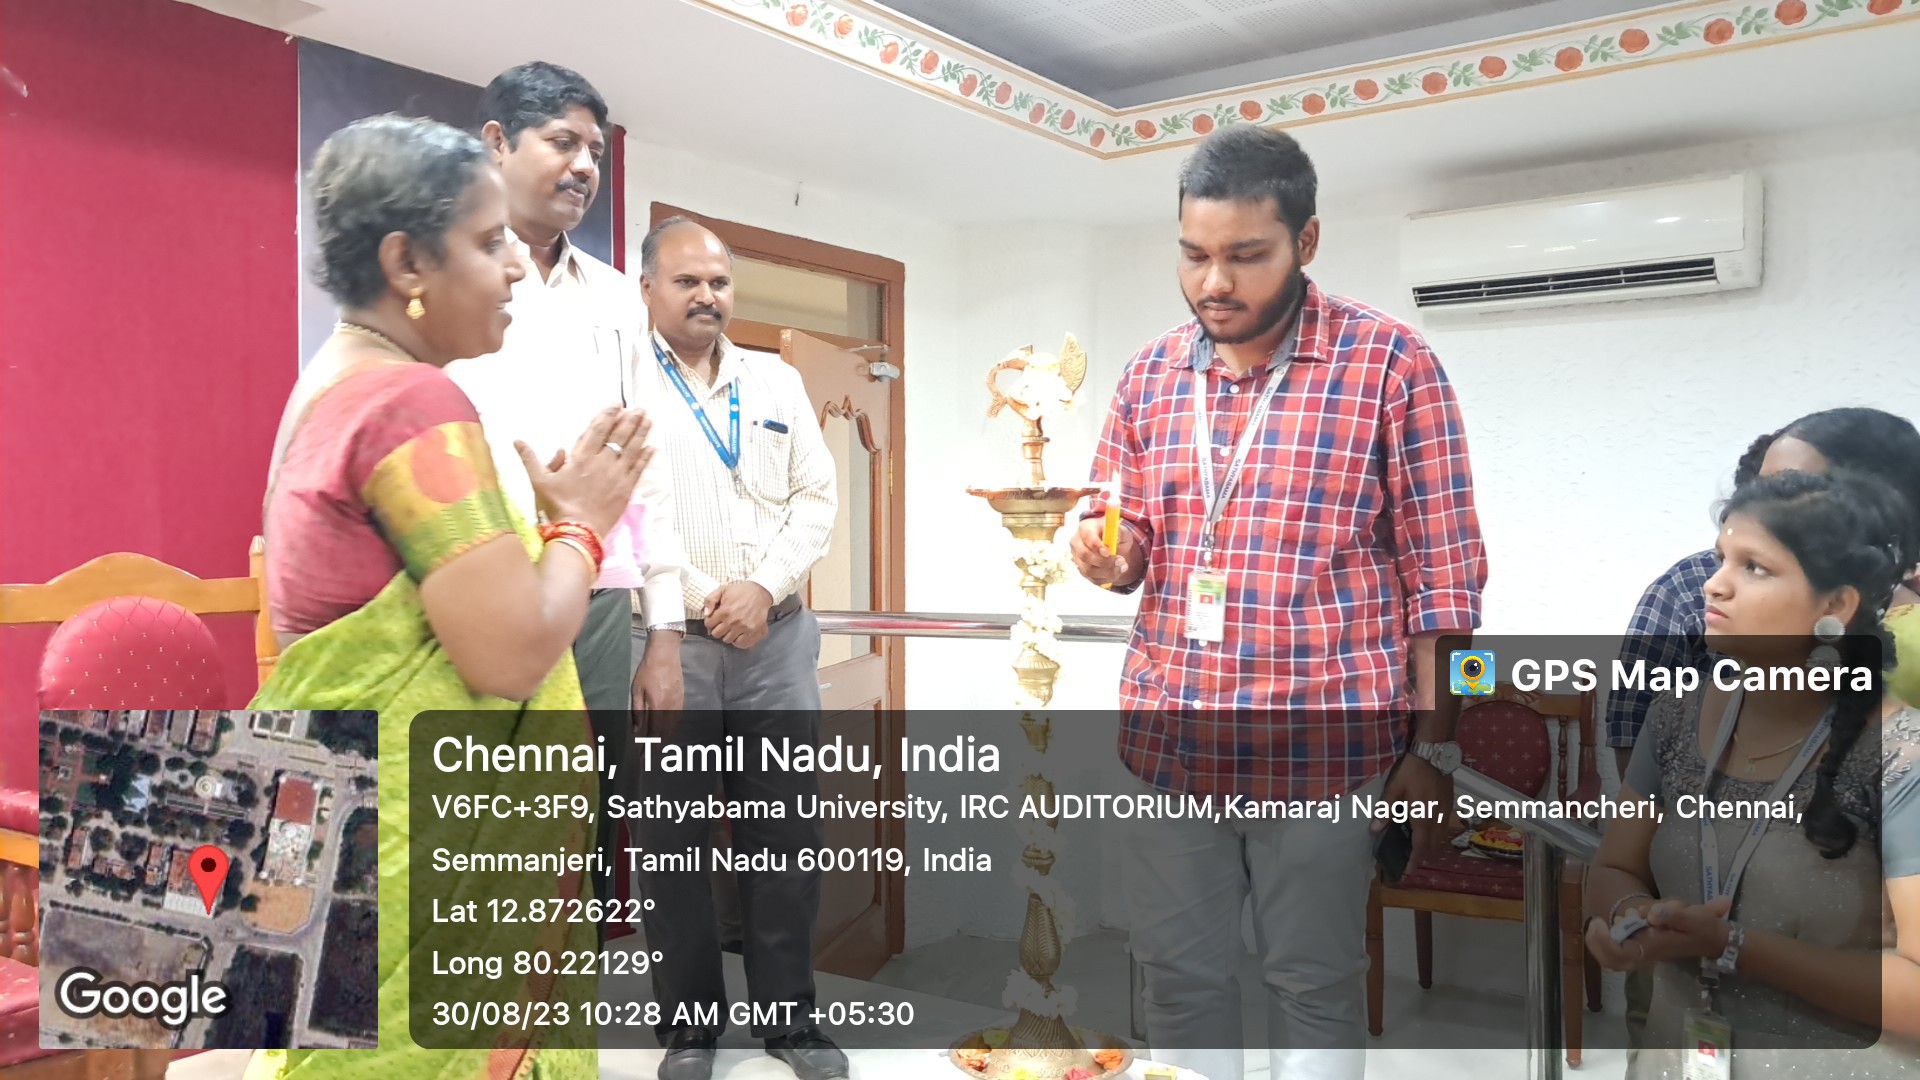 SATHYABAMA
SATHYABAMA
GPS Map Camera
Chennai, Tamil Nadu, India
V6FC+3F9, Sathyabama University, IRC AUDITORIUM,Kamaraj Nagar, Semmancheri, Chennai,
Semmanjeri, Tamil Nadu 600119, India
Lat 12.872622°
Long 80.22129°
30/08/23 10:28 AM GMT +05:30
Google